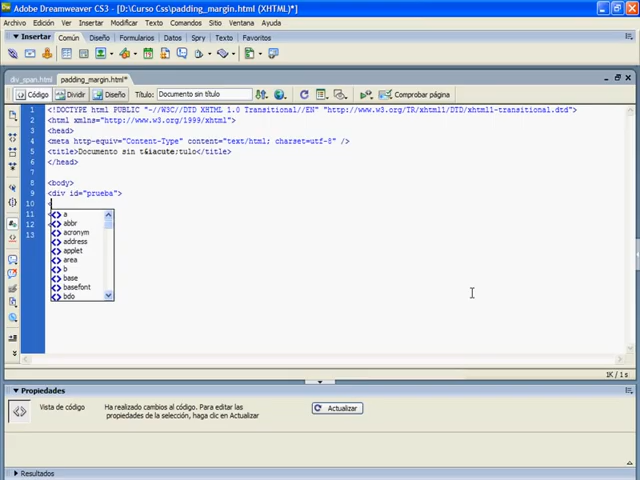 Adobe Dreamweaver CS3 - [D:\Curso Css\padding_margin.html (XHTML)*]
Archivo Edición Ver Insertar Modificar Texto Comandos Sitio Ventana Ayuda
Insertar Común Diseño Formularios Datos Spry Texto Favoritos
div_span.html padding_margin.html*
Código Dividir Diseño Título: Documento sin título Comprobar página
1 <!DOCTYPE html PUBLIC "-//W3C//DTD XHTML 1.0 Transitional//EN" "http://www.w3.org/TR/xhtml1/DTD/xhtml1-transitional.dtd">
2 <html xmlns="http://www.w3.org/1999/xhtml">
3 <head>
4 <meta http-equiv="Content-Type" content="text/html; charset=utf-8" />
5 <title>Documento sin t&iacute;tulo</title>
6 </head>
7
8 <body>
9 <div id="prueba">
10 <
11 <
12 <
13
a
abbr
acronym
address
applet
area
b
base
basefont
bdo
1K / 1 s
Propiedades
Vista de código
Ha realizado cambios al código. Para editar las propiedades de la selección, haga clic en Actualizar
Actualizar
Resultados